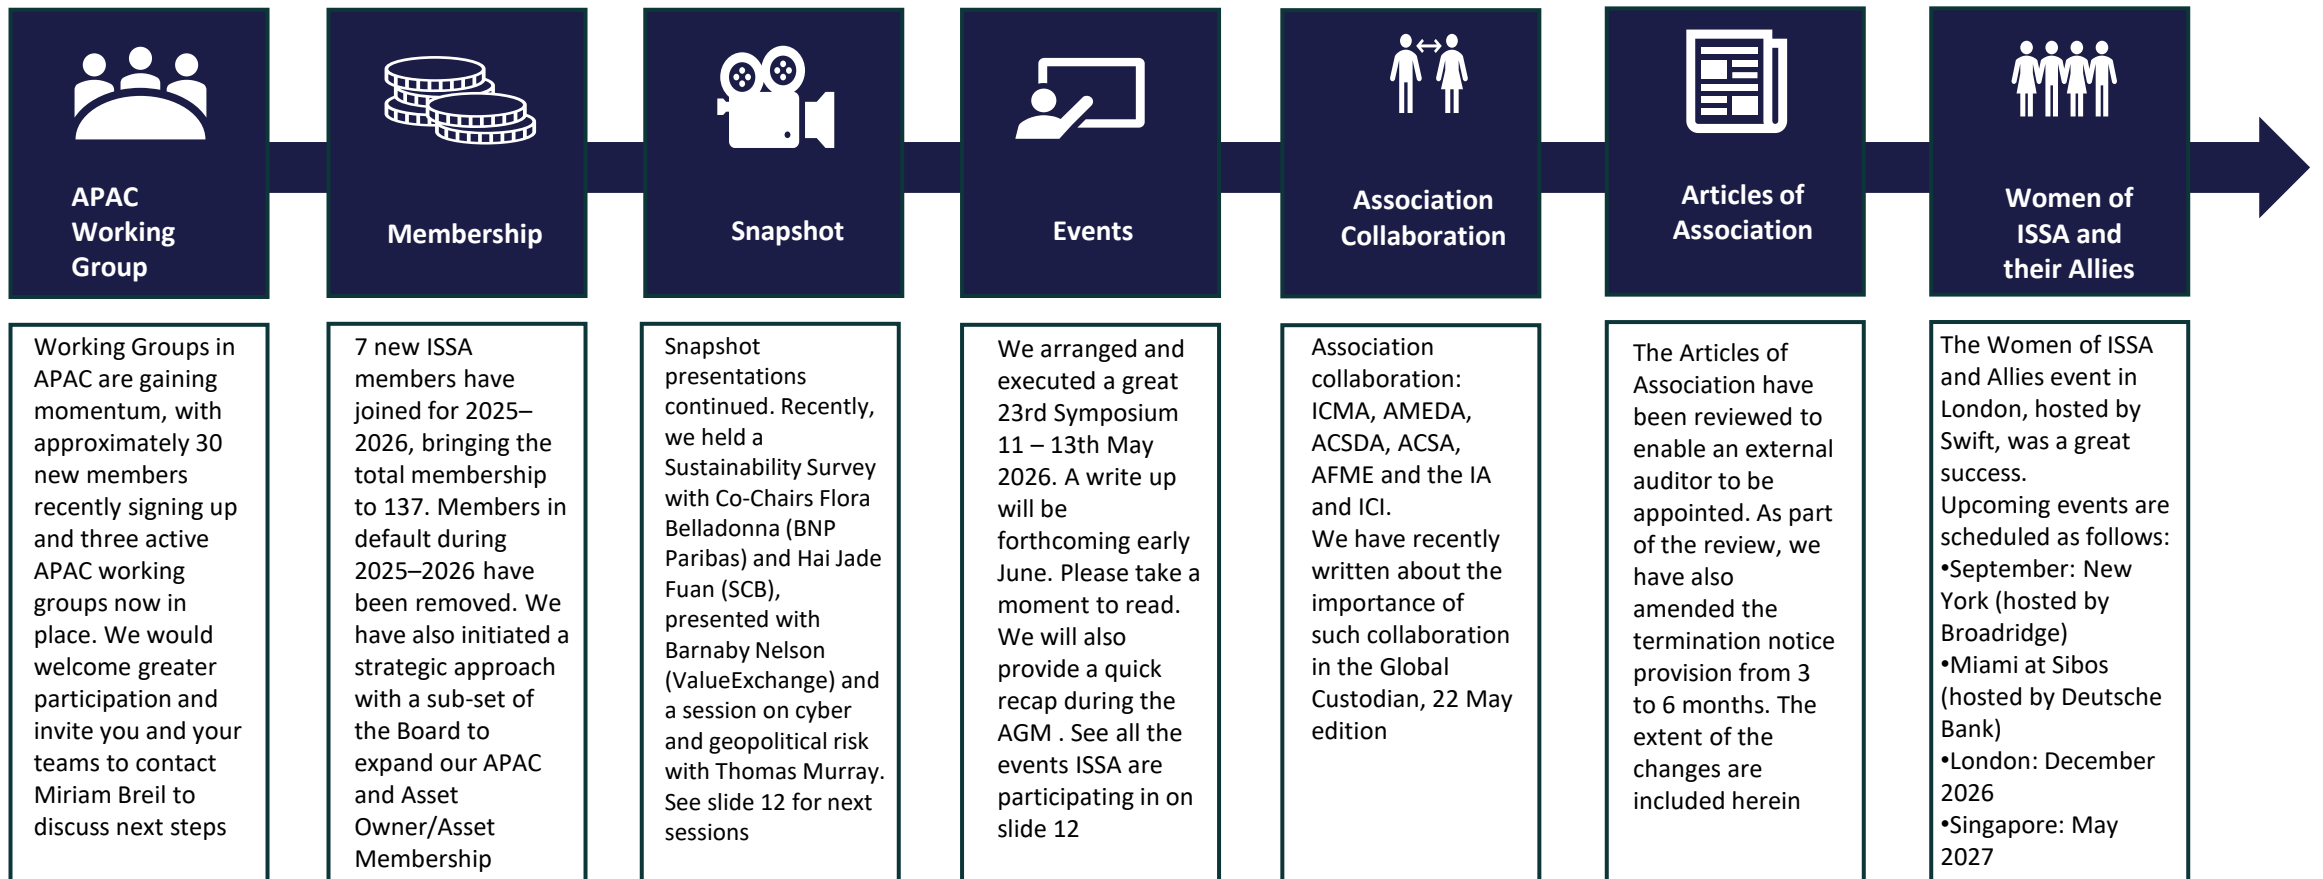 APAC
Working
Group
Membership
Snapshot
Events
Association
Collaboration
Articles of
Association
Women of
ISSA and
their Allies
Working Groups in
APAC are gaining
momentum, with
approximately 30
new members
recently signing up
and three active
APAC working
groups now in
place. We would
welcome greater
participation and
invite you and your
teams to contact
Miriam Breil to
discuss next steps
7 new ISSA
members have
joined for 2025–
2026, bringing the
total membership
to 137. Members in
default during
2025–2026 have
been removed. We
have also initiated a
strategic approach
with a sub-set of
the Board to
expand our APAC
and Asset
Owner/Asset
Membership
Snapshot
presentations
continued. Recently,
we held a
Sustainability Survey
with Co-Chairs Flora
Belladonna (BNP
Paribas) and Hai Jade
Fuan (SCB),
presented with
Barnaby Nelson
(ValueExchange) and
a session on cyber
and geopolitical risk
with Thomas Murray.
See slide 12 for next
sessions
We arranged and
executed a great
23rd Symposium
11 – 13th May
2026. A write up
will be
forthcoming early
June. Please take a
moment to read.
We will also
provide a quick
recap during the
AGM . See all the
events ISSA are
participating in on
slide 12
Association
collaboration:
ICMA, AMEDA,
ACSDA, ACSA,
AFME and the IA
and ICI.
We have recently
written about the
importance of
such collaboration
in the Global
Custodian, 22 May
edition
The Articles of
Association have
been reviewed to
enable an external
auditor to be
appointed. As part
of the review, we
have also
amended the
termination notice
provision from 3
to 6 months. The
extent of the
changes are
included herein
The Women of ISSA
and Allies event in
London, hosted by
Swift, was a great
success.
Upcoming events are
scheduled as follows:
•September: New
York (hosted by
Broadridge)
•Miami at Sibos
(hosted by Deutsche
Bank)
•London: December
2026
•Singapore: May
2027